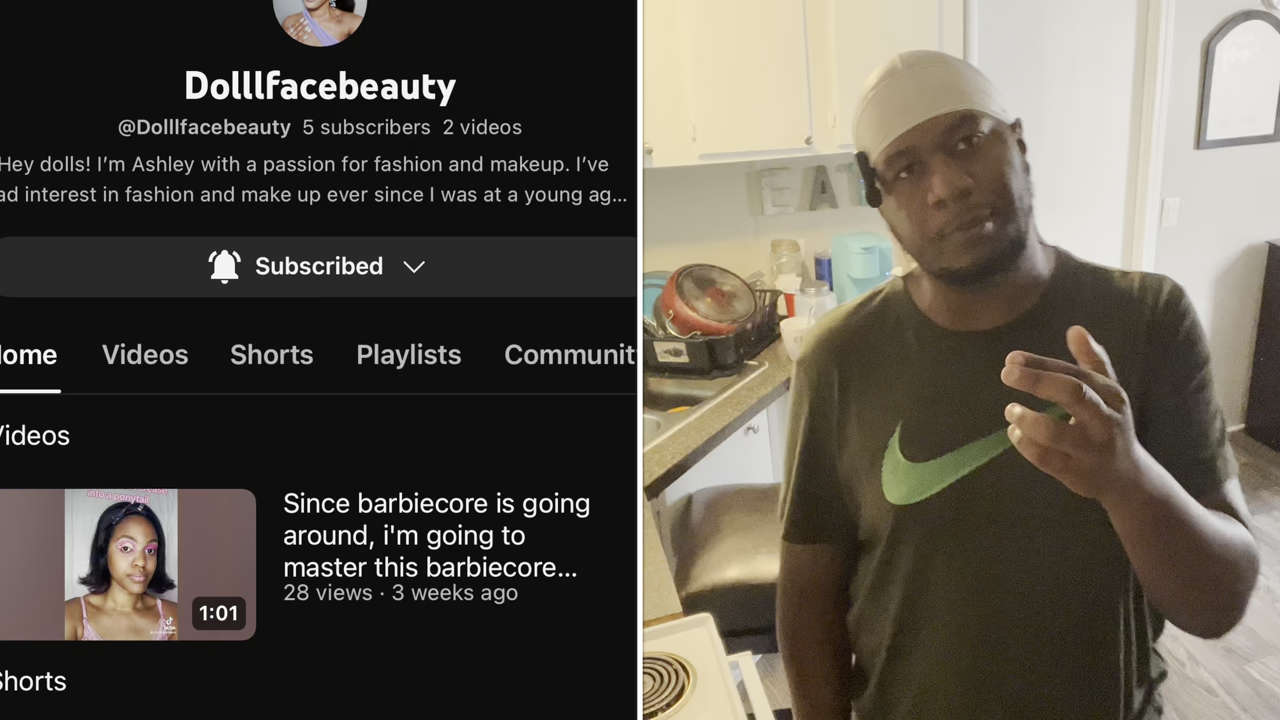 Dolllfacebeauty
@Dolllfacebeauty 5 subscribers 2 videos
Hey dolls! I’m Ashley with a passion for fashion and makeup. I’ve
ad interest in fashion and make up ever since I was at a young ag...
Subscribed
Home Videos Shorts Playlists Communit
Videos
into a ponytail
Since barbiecore is going
around, i'm going to
master this barbiecore...
1:01
28 views · 3 weeks ago
Shorts
A